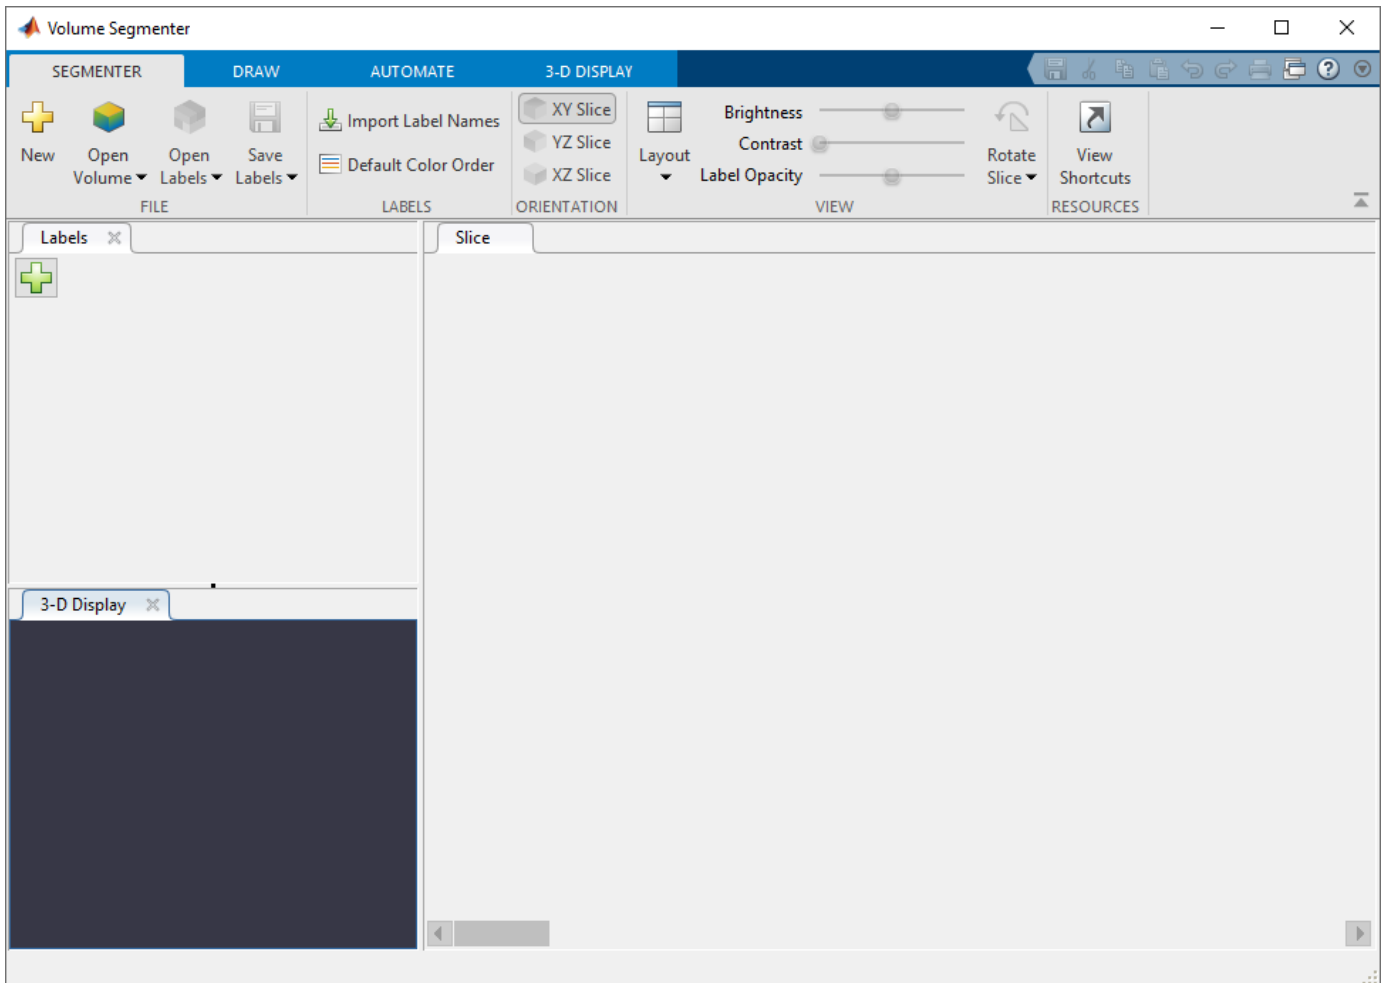 Volume Segmenter
SEGMENTER DRAW AUTOMATE 3-D DISPLAY
New
Open
Volume
Open
Labels
Save
Labels
FILE
Import Label Names
Default Color Order
LABELS
XY Slice
YZ Slice
XZ Slice
ORIENTATION
Layout
Brightness
Contrast
Label Opacity
Rotate
Slice
VIEW
View
Shortcuts
RESOURCES
Labels
Slice
3-D Display